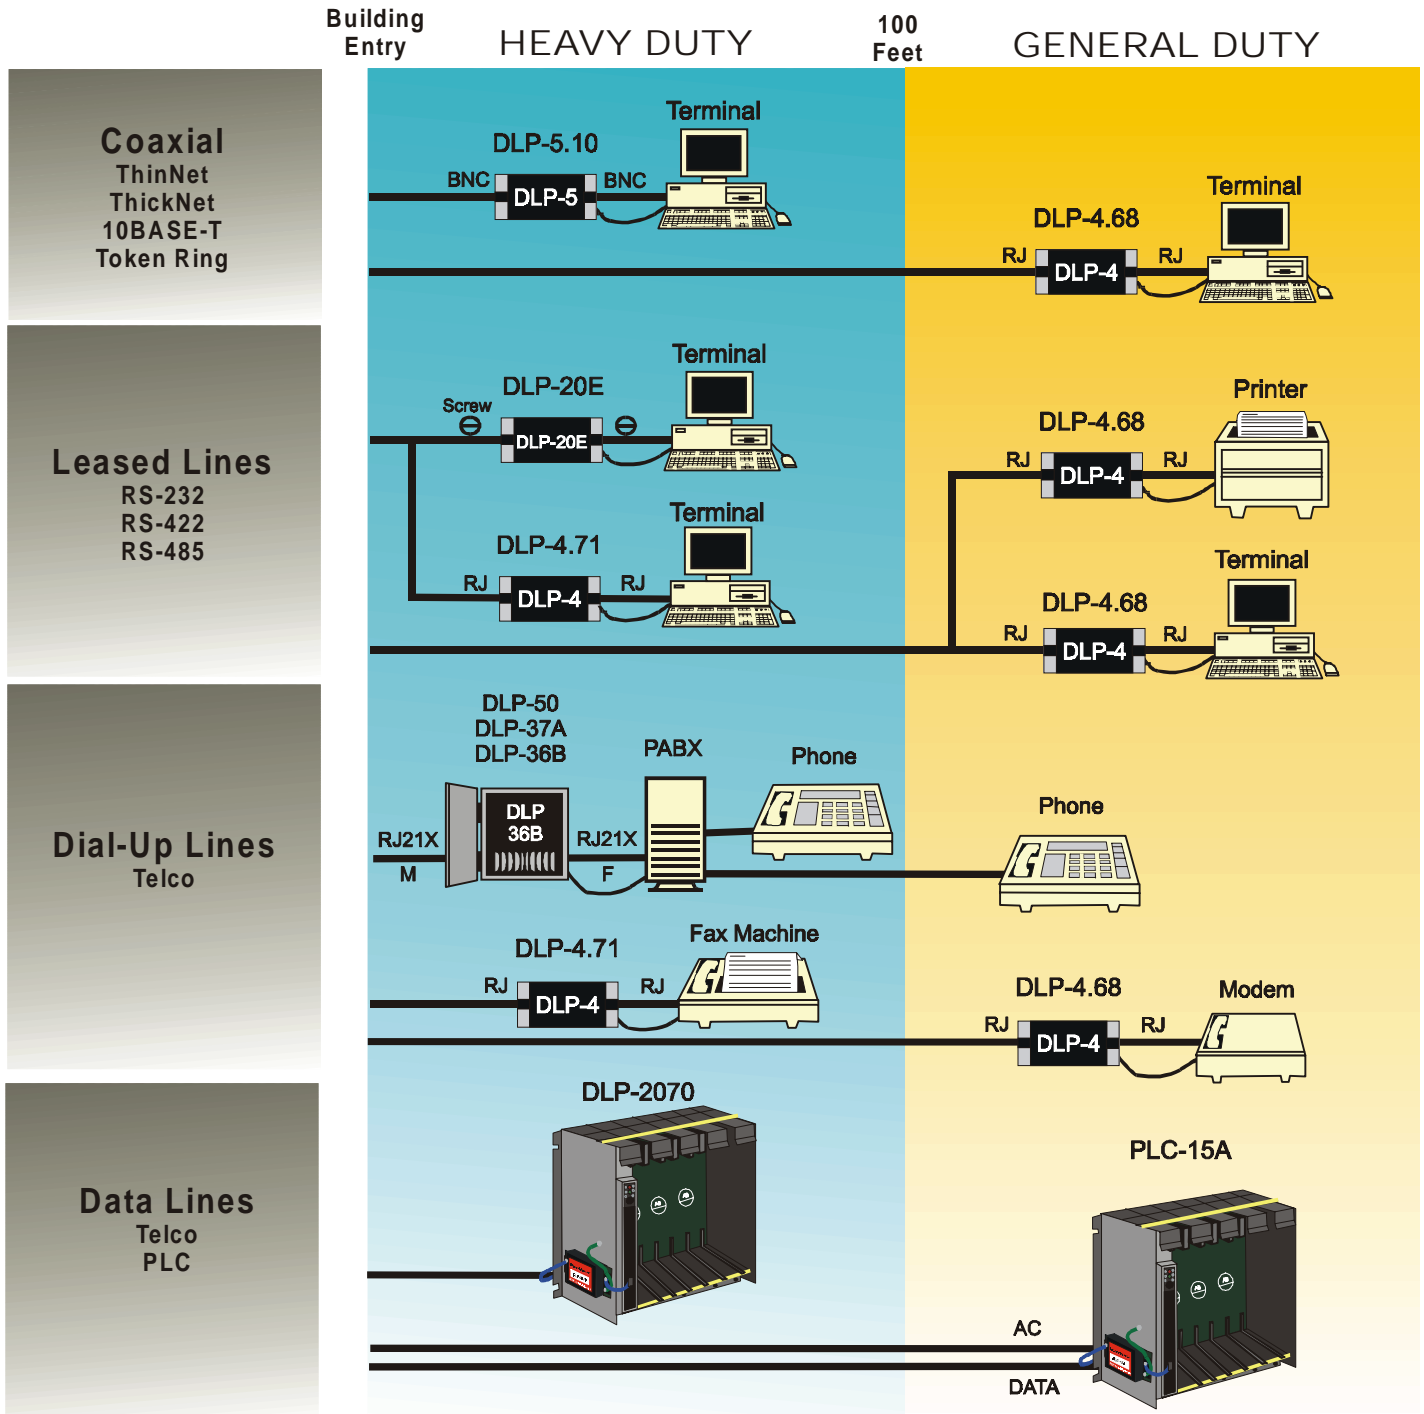 Building
Entry
HEAVY DUTY
100
Feet
GENERAL DUTY
Coaxial
ThinNet
ThickNet
10BASE-T
Token Ring
Terminal
DLP-5.10
BNC
DLP-5
BNC
Terminal
DLP-4.68
RJ
DLP-4
RJ
Leased Lines
RS-232
RS-422
RS-485
Terminal
DLP-20E
Screw
DLP-20E
Terminal
DLP-4.71
RJ
DLP-4
RJ
Printer
DLP-4.68
RJ
DLP-4
RJ
Terminal
DLP-4.68
RJ
DLP-4
RJ
Dial-Up Lines
Telco
DLP-50
DLP-37A
DLP-36B
PABX
Phone
DLP
36B
RJ21X
M
RJ21X
F
Phone
Fax Machine
DLP-4.71
RJ
DLP-4
RJ
DLP-4.68
Modem
RJ
DLP-4
RJ
Data Lines
Telco
PLC
DLP-2070
PLC-15A
AC
DATA